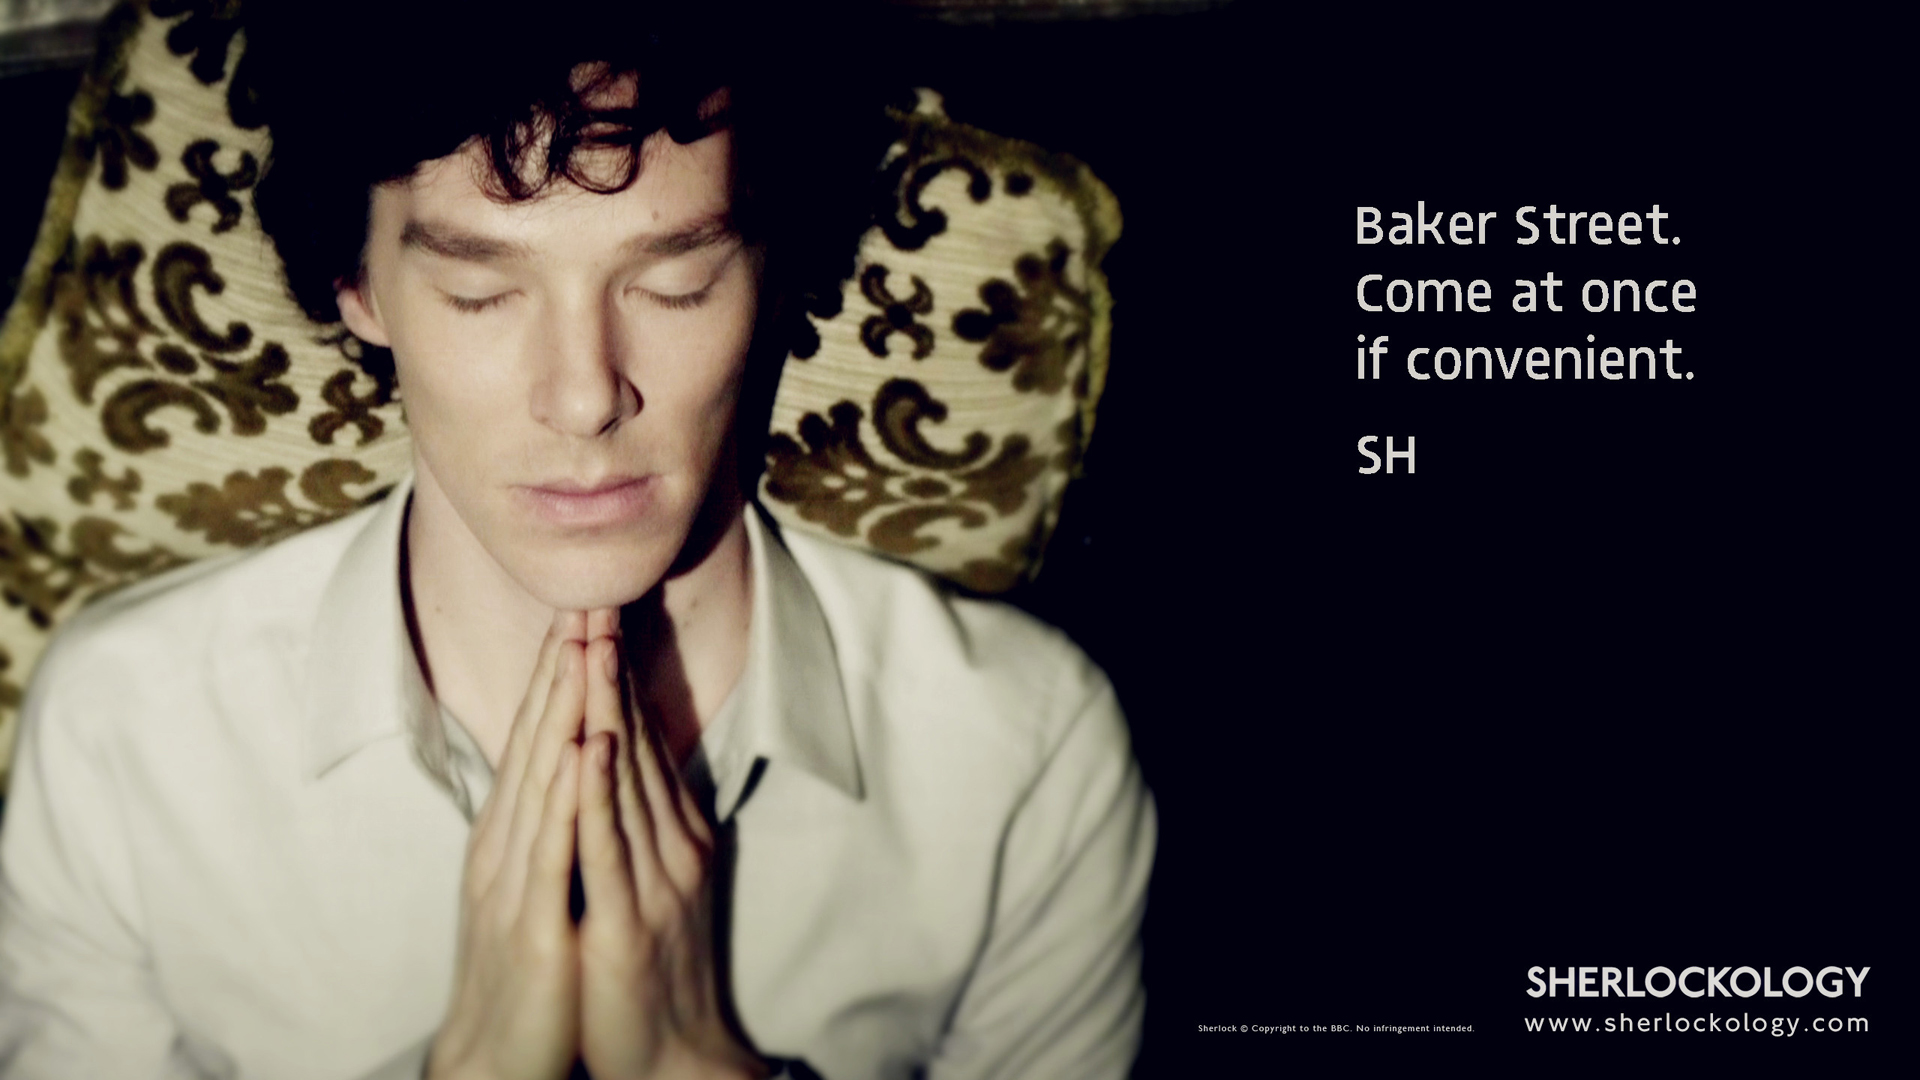 Baker Street.
Come at once
if convenient.
SH
SHERLOCKOLOGY
www.sherlockology.com
Sherlock © Copyright to the BBC. No infringement intended.